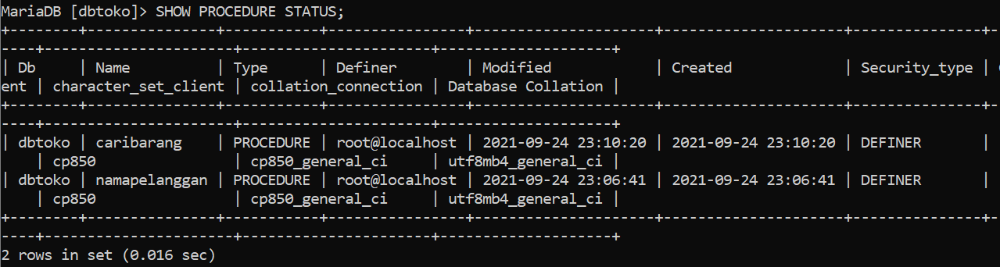 MariaDB [dbtoko]> SHOW PROCEDURE STATUS;
+--------+---------------+-----------+----------------+---------------------+---------------------+---------------+-
----+----------------------+----------------------+--------------------+
| Db     | Name          | Type      | Definer        | Modified            | Created             | Security_type |
ent | character_set_client | collation_connection | Database Collation |
+--------+---------------+-----------+----------------+---------------------+---------------------+---------------+-
----+----------------------+----------------------+--------------------+
| dbtoko | caribarang    | PROCEDURE | root@localhost | 2021-09-24 23:10:20 | 2021-09-24 23:10:20 | DEFINER       |
    | cp850                | cp850_general_ci     | utf8mb4_general_ci |
| dbtoko | namapelanggan | PROCEDURE | root@localhost | 2021-09-24 23:06:41 | 2021-09-24 23:06:41 | DEFINER       |
    | cp850                | cp850_general_ci     | utf8mb4_general_ci |
+--------+---------------+-----------+----------------+---------------------+---------------------+---------------+-
----+----------------------+----------------------+--------------------+
2 rows in set (0.016 sec)